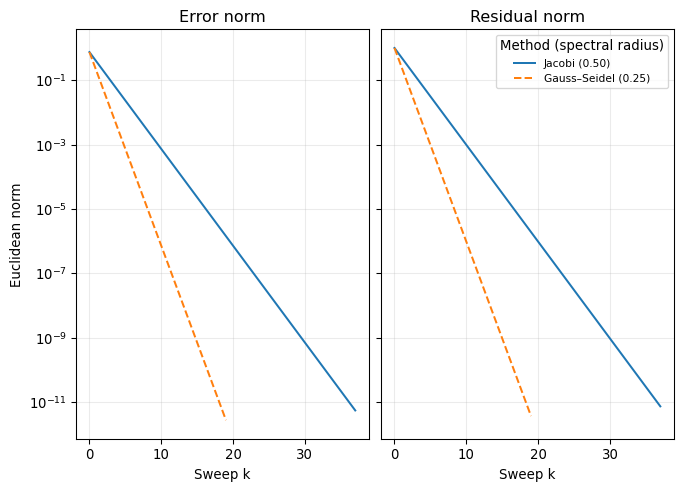 Error norm
Residual norm
Method (spectral radius)
Jacobi (0.50)
Gauss–Seidel (0.25)
Euclidean norm
10⁻¹
10⁻³
10⁻⁵
10⁻⁷
10⁻⁹
10⁻¹¹
0 10 20 30
0 10 20 30
Sweep k
Sweep k